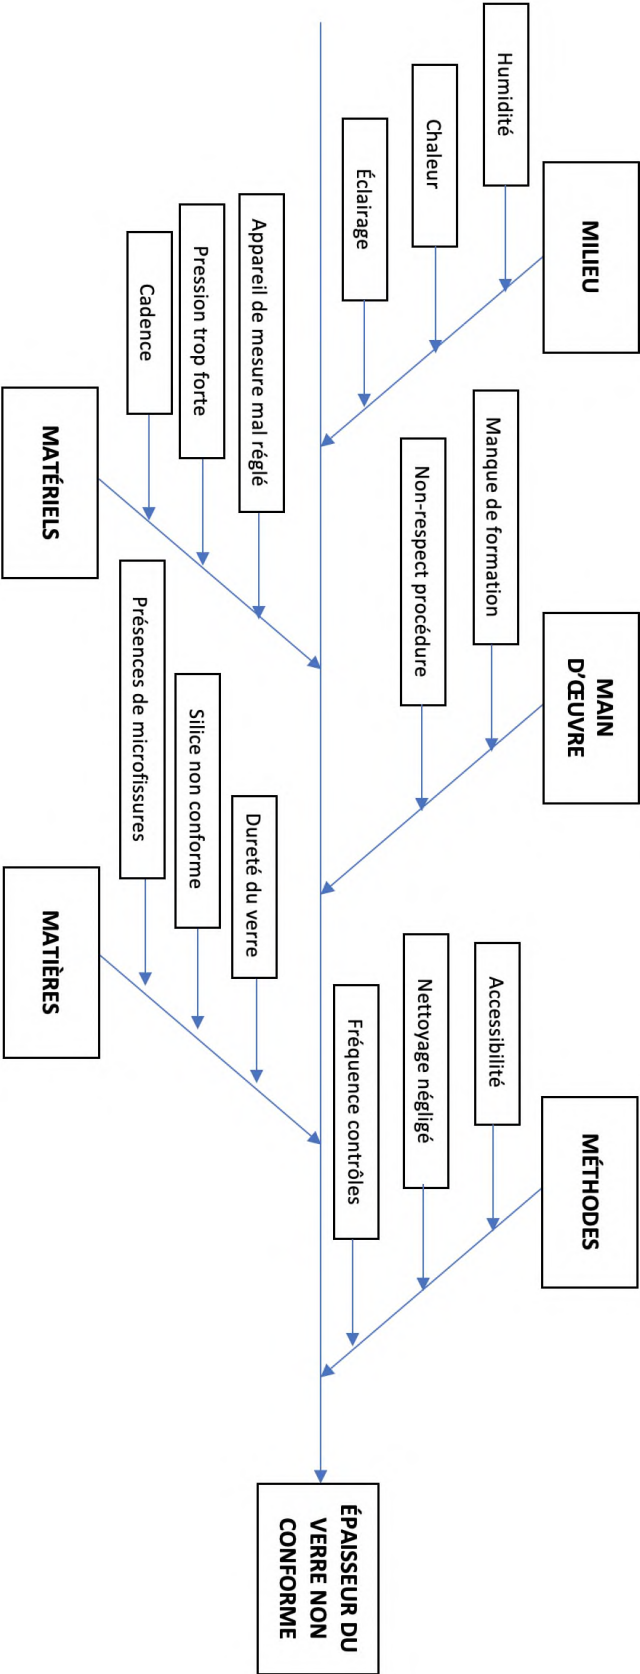 MILIEU
Humidité
Chaleur
Éclairage
MAIN
D'ŒUVRE
Manque de formation
Non-respect procédure
MÉTHODES
Accessibilité
Nettoyage négligé
Fréquence contrôles
Appareil de mesure mal réglé
Pression trop forte
Cadence
MATÉRIELS
Dureté du verre
Silice non conforme
Présences de microfissures
MATIÈRES
ÉPAISSEUR DU
VERRE NON
CONFORME